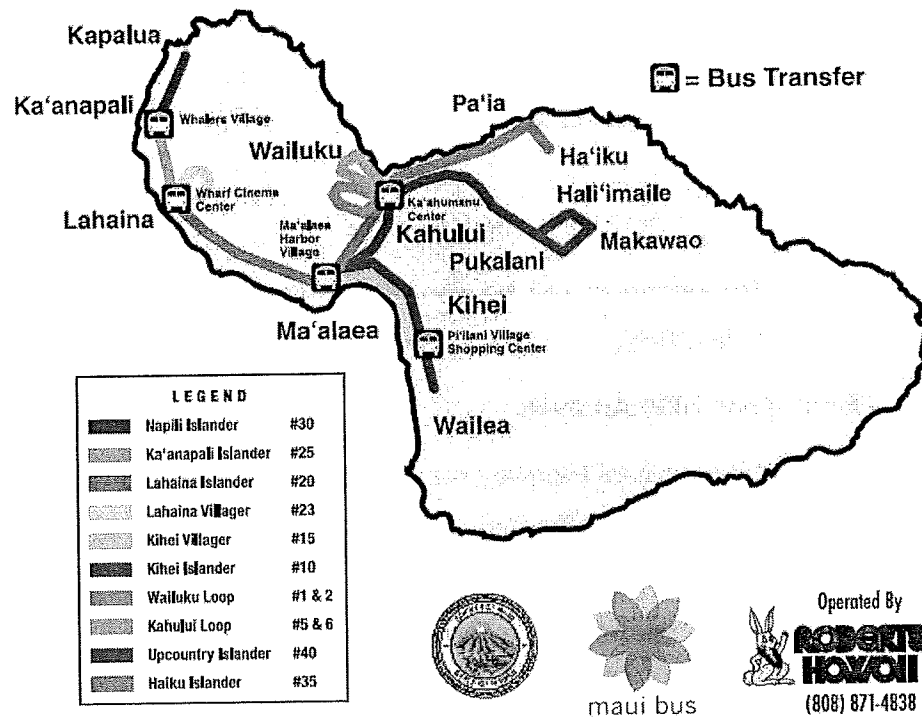 Kapalua
Ka'anapali
Whalers Village
Wailuku
Pa'ia
= Bus Transfer
Ha'iku
Hali'imaile
Wharf Cinema
Center
Lahaina
Ma'alaea
Harbor
Village
Ka'ahumanu
Center
Kahului
Makawao
Pukalani
Ma'alaea
Kihei
Pi'ilani Village
Shopping Center
Wailea
LEGEND
Napili Islander #30
Ka'anapali Islander #25
Lahaina Islander #20
Lahaina Villager #23
Kihei Villager #15
Kihei Islander #10
Wailuku Loop #1 & 2
Kahului Loop #5 & 6
Upcountry Islander #40
Haiku Islander #35
maui bus
Operated By
ROBERTS
HAWAII
(808) 871-4838